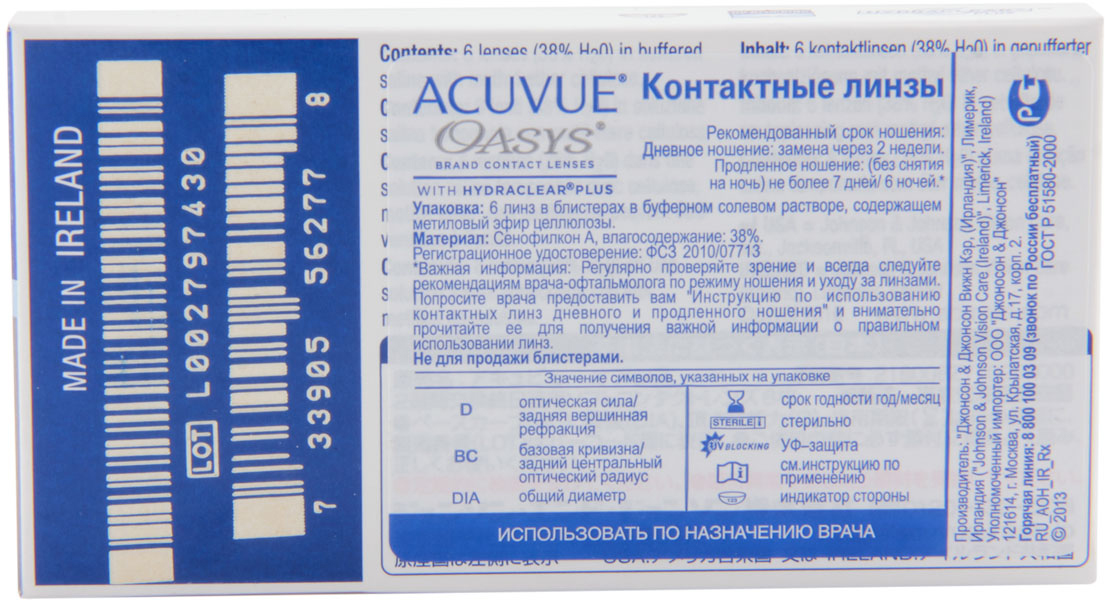 MADE IN IRELAND
LOT L002797430
7 33905 56277 8
Contents: 6 lenses (38% H₂O) in buffered
Inhalt: 6 kontaktlinsen (38% H₂O) in gepufferter
ACUVUE® Контактные линзы
OASYS®
BRAND CONTACT LENSES
WITH HYDRACLEAR® PLUS
Рекомендованный срок ношения:
Дневное ношение: замена через 2 недели.
Продленное ношение: (без снятия
на ночь) не более 7 дней/ 6 ночей.*
Упаковка: 6 линз в блистерах в буферном солевом растворе, содержащем
метиловый эфир целлюлозы.
Материал: Сенофилкон А, влагосодержание: 38%.
Регистрационное удостоверение: ФСЗ 2010/07713
*Важная информация: Регулярно проверяйте зрение и всегда следуйте
рекомендациям врача-офтальмолога по режиму ношения и уходу за линзами.
Попросите врача предоставить вам "Инструкцию по использованию
контактных линз дневного и продленного ношения" и внимательно
прочитайте ее для получения важной информации о правильном
использовании линз.
Не для продажи блистерами.
Значение символов, указанных на упаковке
D оптическая сила/
задняя вершинная
рефракция
BC базовая кривизна/
задний центральный
оптический радиус
DIA общий диаметр
срок годности год/месяц
STERILE стерильно
UV BLOCKING УФ–защита
см.инструкцию по
применению
индикатор стороны
ИСПОЛЬЗОВАТЬ ПО НАЗНАЧЕНИЮ ВРАЧА
Производитель: "Джонсон & Джонсон Вижн Кэр, (Ирландия)", Лимерик,
Ирландия ("Johnson & Johnson Vision Care (Ireland)", Limerick, Ireland)
Уполномоченный импортер: ООО "Джонсон & Джонсон"
121614, г. Москва, ул. Крылатская, д.17, корп. 2.
Горячая линия: 8 800 100 03 09 (звонок по России бесплатный)
RU_AOH_IR_Rx
© 2013
ГОСТ Р 51580-2000